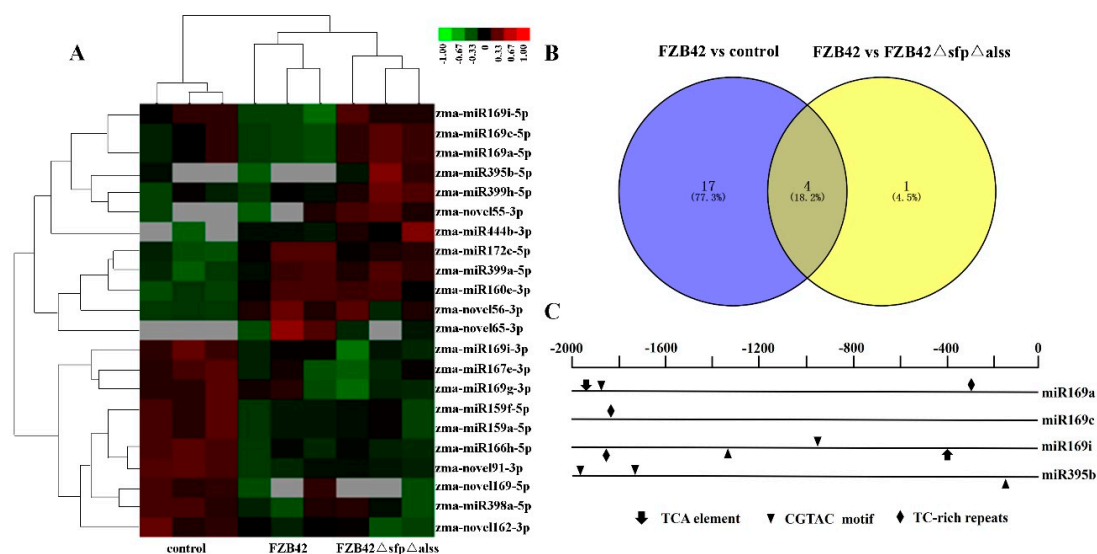 A
-1.00
-0.67
-0.33
0
0.33
0.67
1.00
zma-miR169i-5p
zma-miR169c-5p
zma-miR169a-5p
zma-miR395b-5p
zma-miR399h-5p
zma-novel55-3p
zma-miR444b-3p
zma-miR172c-5p
zma-miR399a-5p
zma-miR160e-3p
zma-novel56-3p
zma-novel65-3p
zma-miR169i-3p
zma-miR167e-3p
zma-miR169g-3p
zma-miR159f-5p
zma-miR159a-5p
zma-miR166h-5p
zma-novel91-3p
zma-novel169-5p
zma-miR398a-5p
zma-novel162-3p
control FZB42 FZB42△sfp△alss
B
FZB42 vs control FZB42 vs FZB42△sfp△alss
17
(77.3%)
4
(18.2%)
1
(4.5%)
C
-2000 -1600 -1200 -800 -400 0
miR169a
miR169c
miR169i
miR395b
TCA element CGTAC motif TC-rich repeats